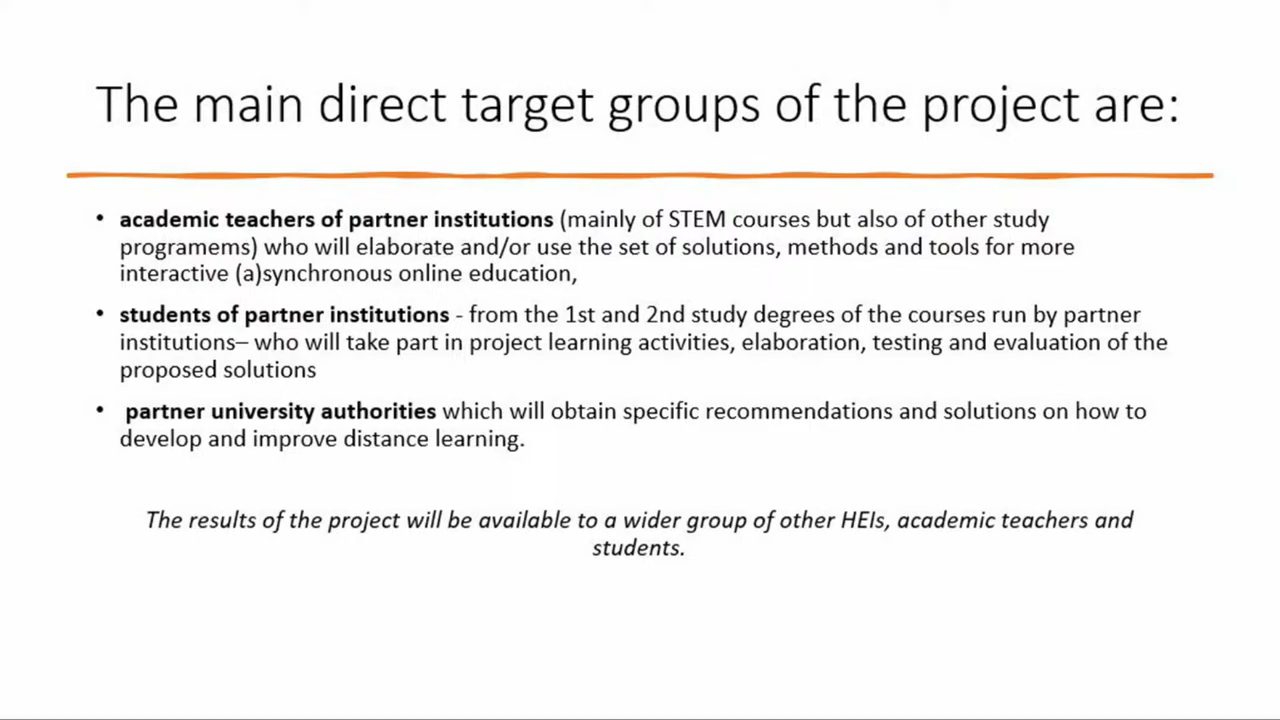 The main direct target groups of the project are:
• academic teachers of partner institutions (mainly of STEM courses but also of other study
programems) who will elaborate and/or use the set of solutions, methods and tools for more
interactive (a)synchronous online education,
• students of partner institutions - from the 1st and 2nd study degrees of the courses run by partner
institutions– who will take part in project learning activities, elaboration, testing and evaluation of the
proposed solutions
• partner university authorities which will obtain specific recommendations and solutions on how to
develop and improve distance learning.
The results of the project will be available to a wider group of other HEIs, academic teachers and
students.